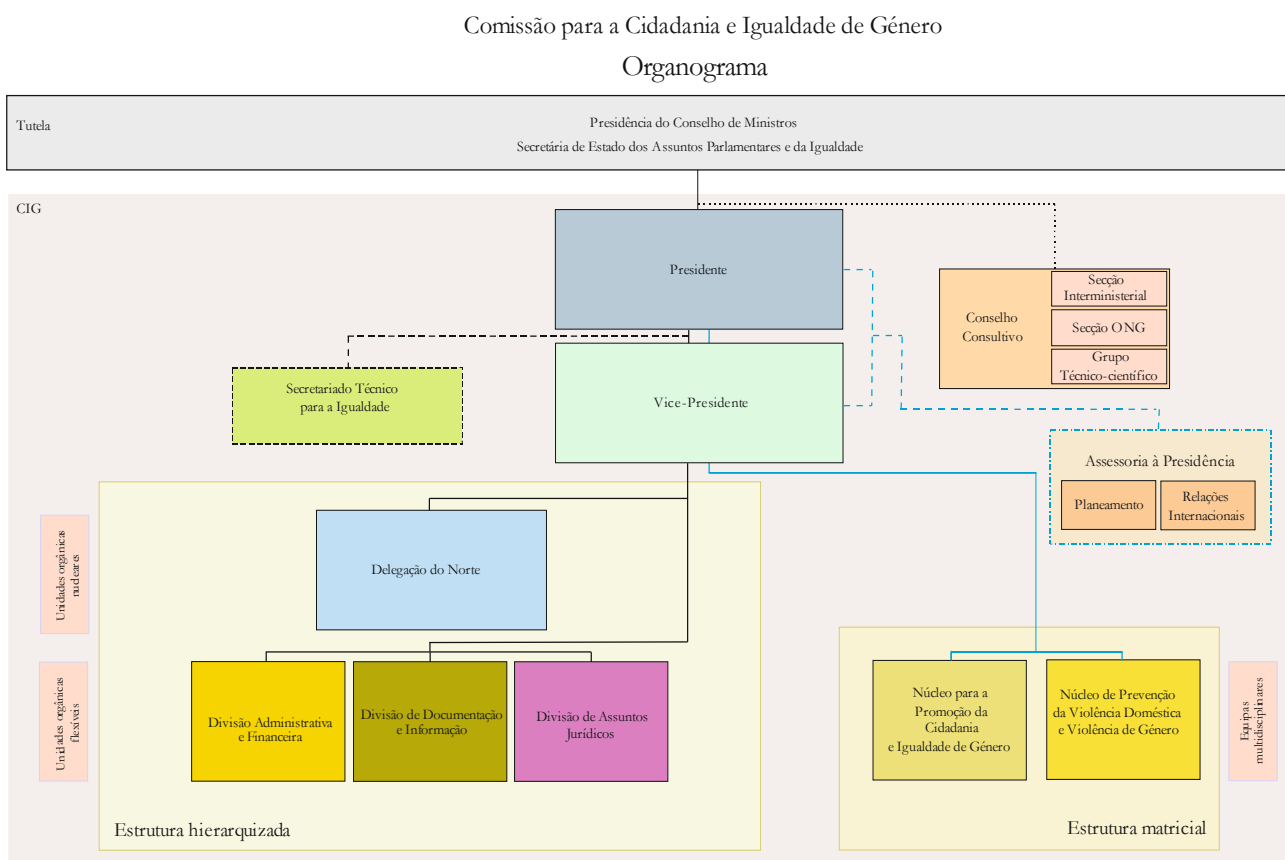 Comissão para a Cidadania e Igualdade de Género
Organograma
Tutela
Presidência do Conselho de Ministros
Secretária de Estado dos Assuntos Parlamentares e da Igualdade
CIG
Presidente
Conselho
Consultivo
Secção
Interministerial
Secção ONG
Grupo
Técnico-científico
Secretariado Técnico
para a Igualdade
Vice-Presidente
Assessoria à Presidência
Planeamento
Relações
Internacionais
Unidades orgânicas
nucleares
Delegação do Norte
Unidades orgânicas
flexíveis
Divisão Administrativa
e Financeira
Divisão de Documentação
e Informação
Divisão de Assuntos
Jurídicos
Núcleo para a
Promoção da
Cidadania
e Igualdade de Género
Núcleo de Prevenção
da Violência Doméstica
e Violência de Género
Equipas
multidisciplinares
Estrutura hierarquizada
Estrutura matricial